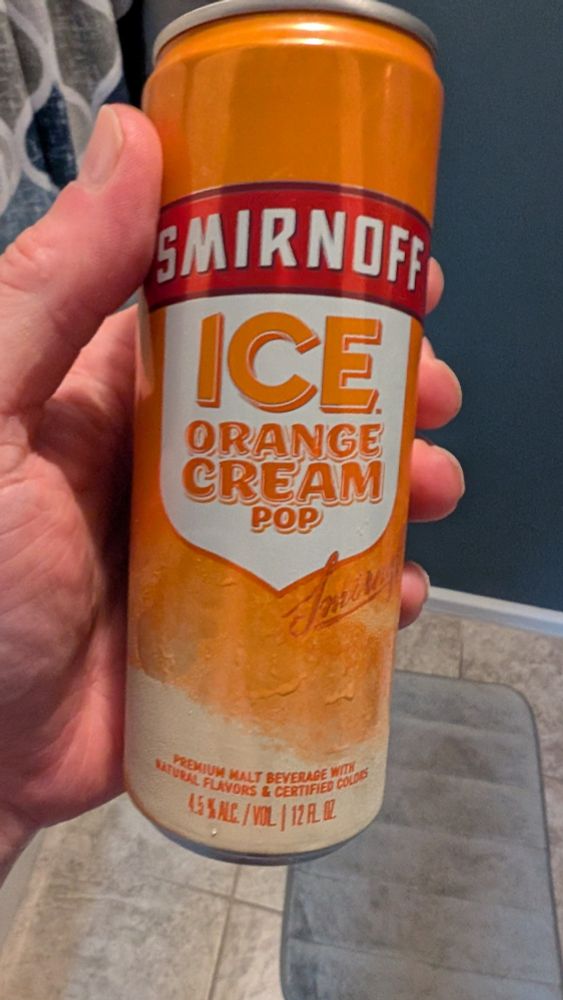 SMIRNOFF
ICE
ORANGE
CREAM
POP
Smirnoff
PREMIUM MALT BEVERAGE WITH
NATURAL FLAVORS & CERTIFIED COLORS
4.5 % ALC. / VOL. | 12 FL. OZ.